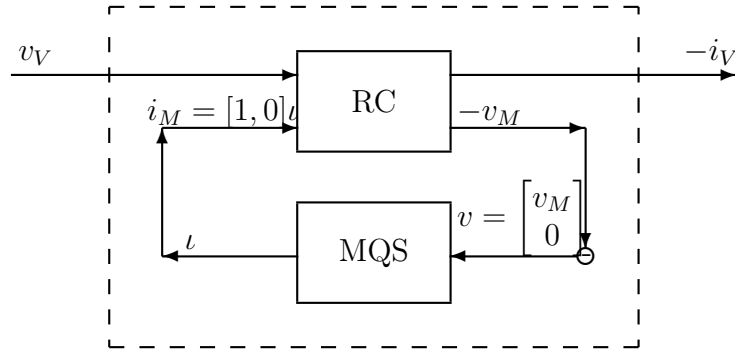 v_V
-i_V
RC
i_M = [1, 0]ι
-v_M
v = [v_M
0]
ι
MQS
-